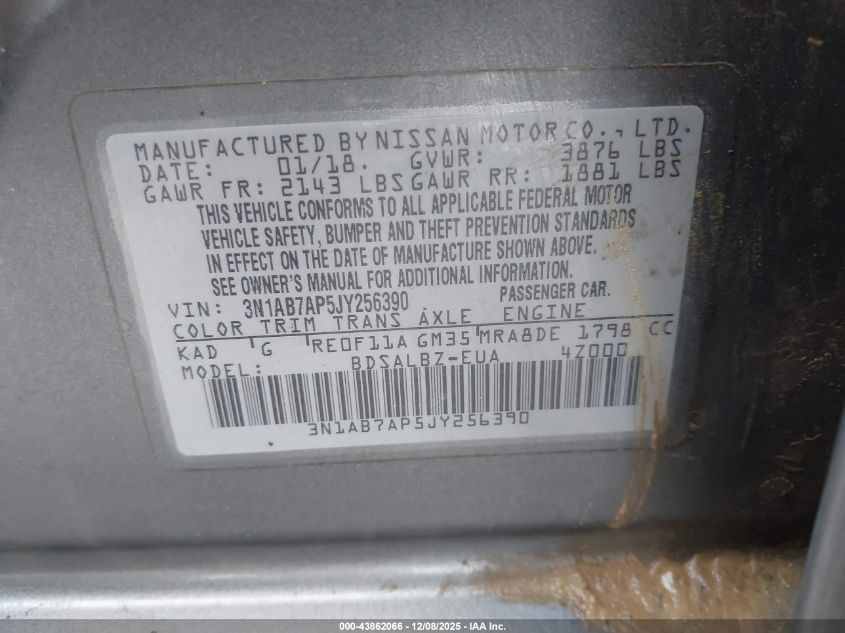 MANUFACTURED BY NISSAN MOTOR CO., LTD.
DATE: 01/18. GVWR: 3876 LBS
GAWR FR: 2143 LBS GAWR RR: 1881 LBS
THIS VEHICLE CONFORMS TO ALL APPLICABLE FEDERAL MOTOR
VEHICLE SAFETY, BUMPER AND THEFT PREVENTION STANDARDS
IN EFFECT ON THE DATE OF MANUFACTURE SHOWN ABOVE.
SEE OWNER'S MANUAL FOR ADDITIONAL INFORMATION.
VIN: 3N1AB7AP5JY256390 PASSENGER CAR.
COLOR TRIM TRANS AXLE ENGINE
KAD G RE0F11A GM35 MRA8DE 1798 CC
MODEL: BDSALBZ-EUA 4Z000
3N1AB7AP5JY256390
000-43862066 - 12/08/2025 - IAA Inc.